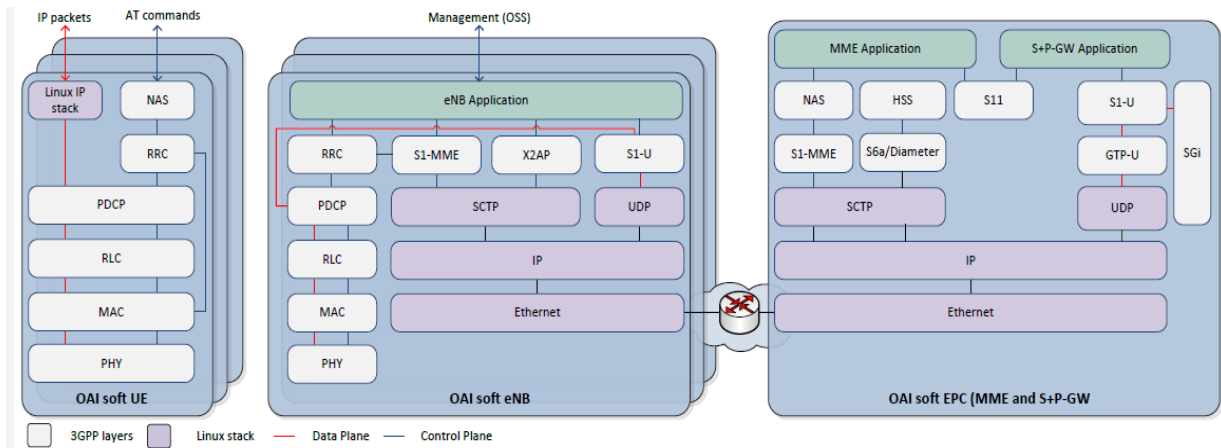 IP packets
AT commands
Management (OSS)
Linux IP
stack
NAS
RRC
PDCP
RLC
MAC
PHY
OAI soft UE
eNB Application
RRC
S1-MME
X2AP
S1-U
PDCP
SCTP
UDP
RLC
IP
MAC
Ethernet
PHY
OAI soft eNB
MME Application
S+P-GW Application
NAS
HSS
S11
S1-U
S1-MME
S6a/Diameter
GTP-U
SGi
SCTP
UDP
IP
Ethernet
OAI soft EPC (MME and S+P-GW
3GPP layers
Linux stack
Data Plane
Control Plane